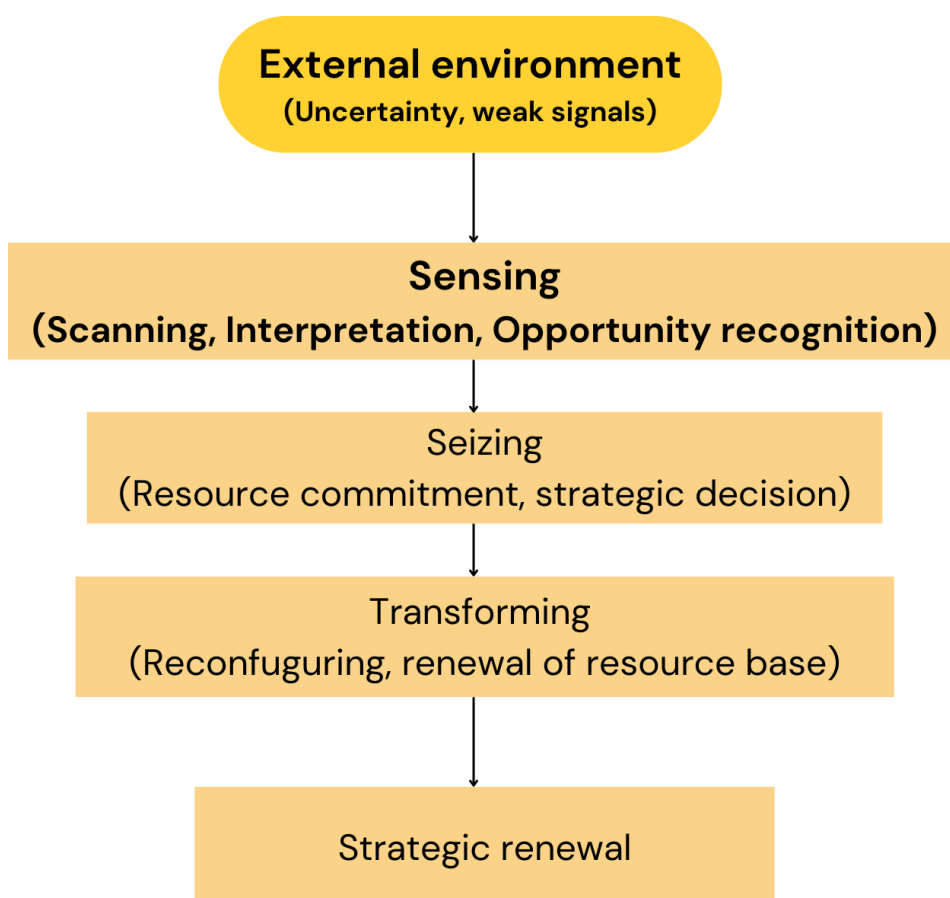 External environment
(Uncertainty, weak signals)
Sensing
(Scanning, Interpretation, Opportunity recognition)
Seizing
(Resource commitment, strategic decision)
Transforming
(Reconfuguring, renewal of resource base)
Strategic renewal